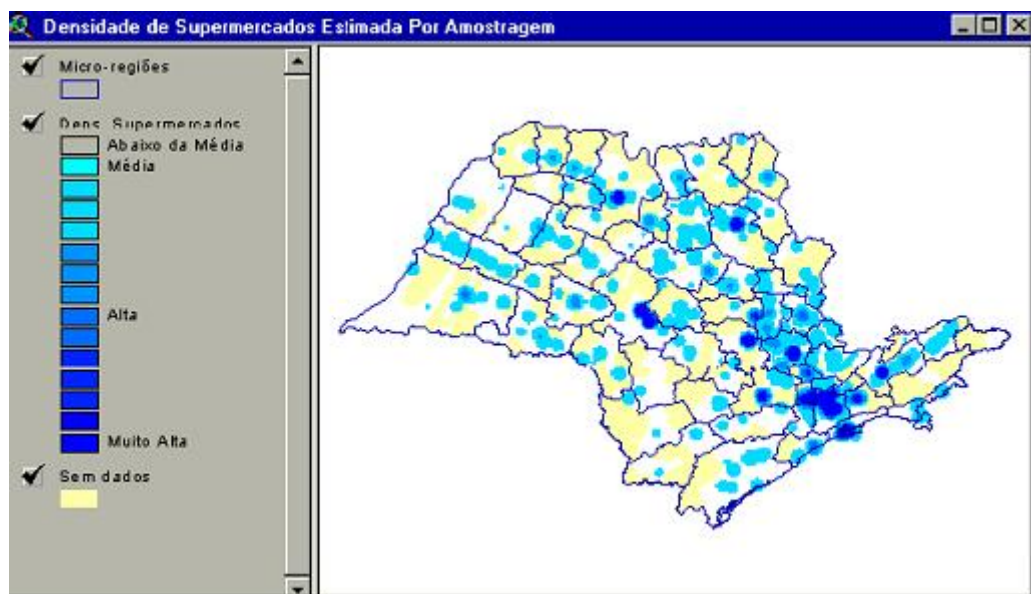 Densidade de Supermercados Estimada Por Amostragem
Micro-regiões
Dens. Supermercados
Abaixo da Média
Média
Alta
Muito Alta
Sem dados